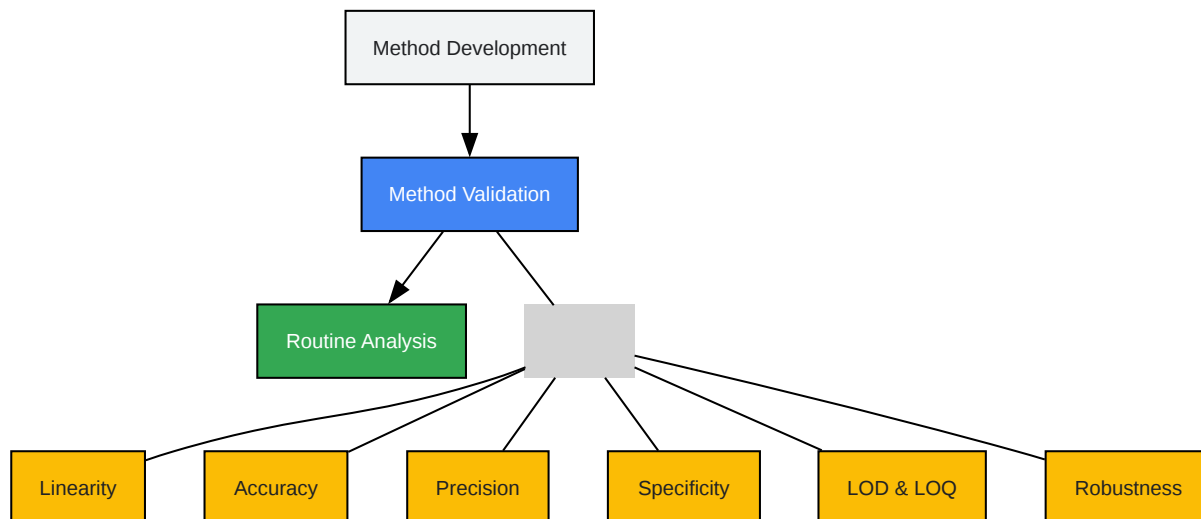 Method Development
Method Validation
Routine Analysis
Linearity
Accuracy
Precision
Specificity
LOD & LOQ
Robustness